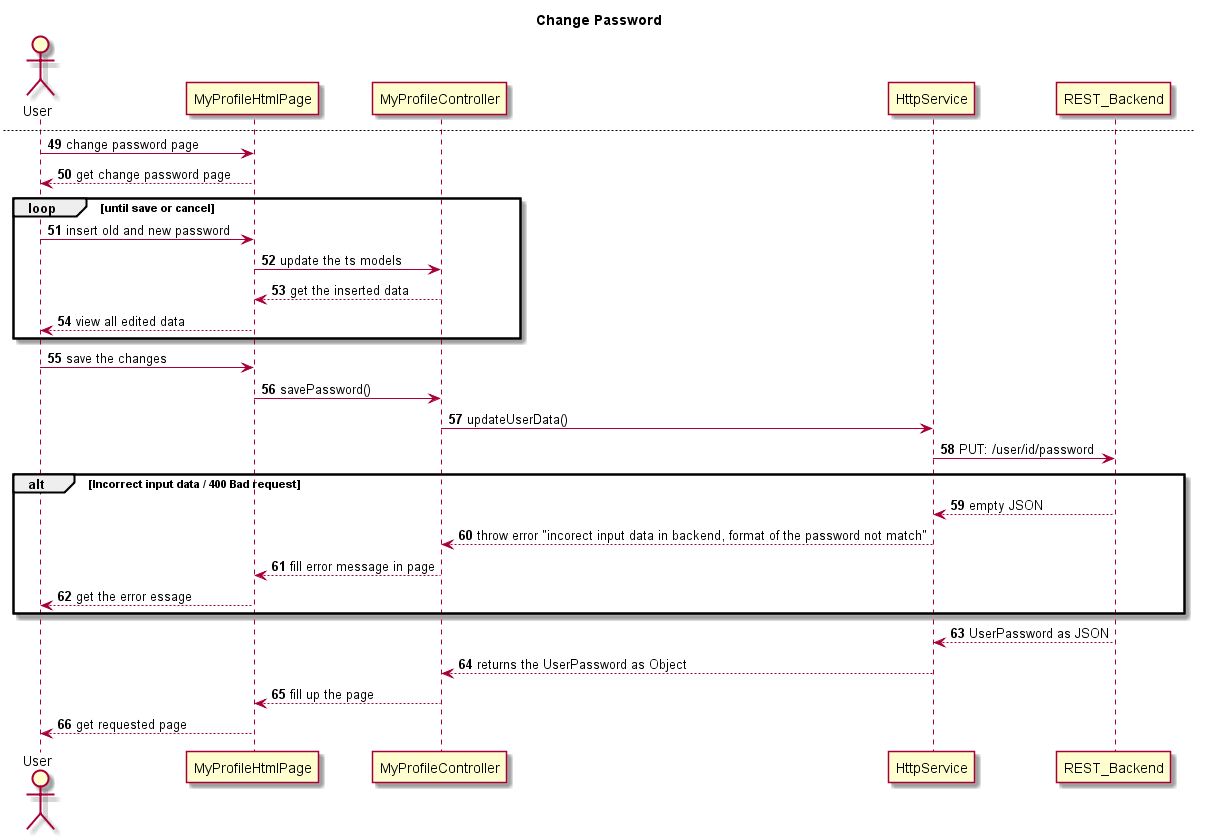 Change Password
User
MyProfileHtmlPage
MyProfileController
HttpService
REST_Backend
49 change password page
50 get change password page
loop [until save or cancel]
51 insert old and new password
52 update the ts models
53 get the inserted data
54 view all edited data
55 save the changes
56 savePassword()
57 updateUserData()
58 PUT: /user/id/password
alt [Incorrect input data / 400 Bad request]
59 empty JSON
60 throw error "incorect input data in backend, format of the password not match"
61 fill error message in page
62 get the error essage
63 UserPassword as JSON
64 returns the UserPassword as Object
65 fill up the page
66 get requested page
User
MyProfileHtmlPage
MyProfileController
HttpService
REST_Backend